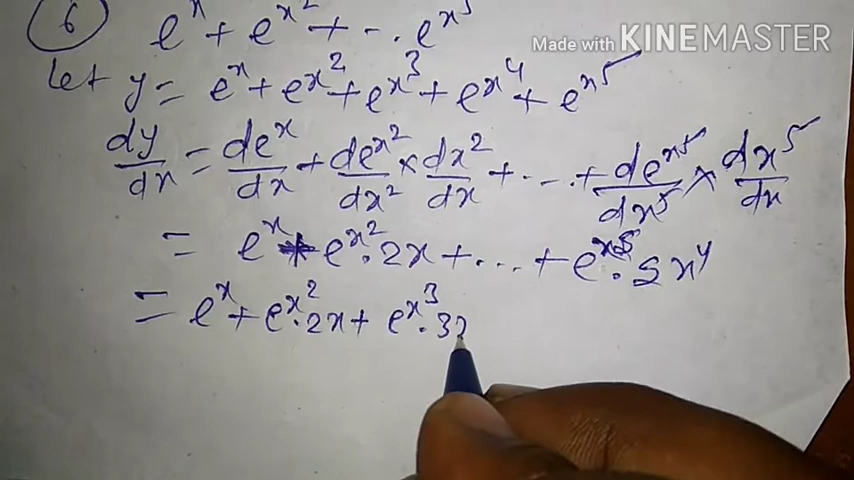 6 e^x + e^x^2 + -. e^x^5
Made with KINEMASTER
Let y = e^x + e^x^2 + e^x^3 + e^x^4 + e^x^5
dy/dx = de^x/dx + de^x^2/dx^2 × dx^2/dx + -... + de^x^5/dx^5 × dx^5/dx
= e^x + e^x^2 . 2x + ... + e^x^5 . 5x^4
= e^x + e^x^2 . 2x + e^x^3 . 3